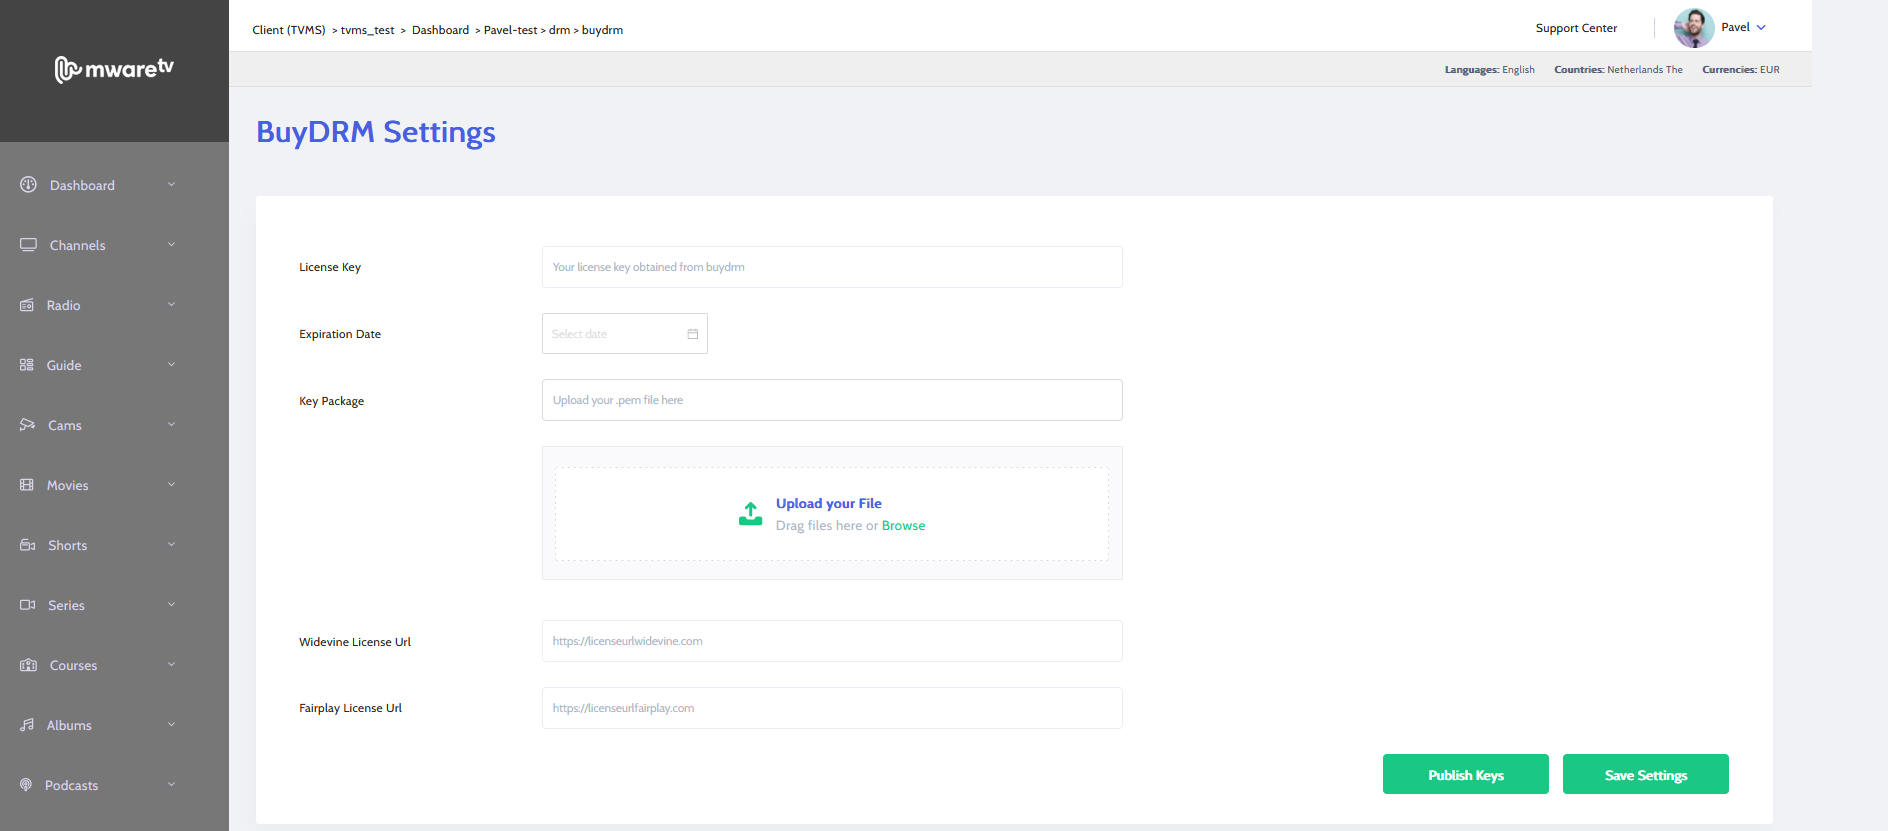 mwaretv
Client (TVMS) > tvms_test > Dashboard > Pavel-test > drm > buydrm
Support Center
Pavel
Languages: English Countries: Netherlands The Currencies: EUR
BuyDRM Settings
Dashboard
Channels
Radio
Guide
Cams
Movies
Shorts
Series
Courses
Albums
Podcasts
License Key
Your license key obtained from buydrm
Expiration Date
Select date
Key Package
Upload your .pem file here
Upload your File
Drag files here or Browse
Widevine License Url
https://licenseurlwidevine.com
Fairplay License Url
https://licenseurlfairplay.com
Publish Keys
Save Settings